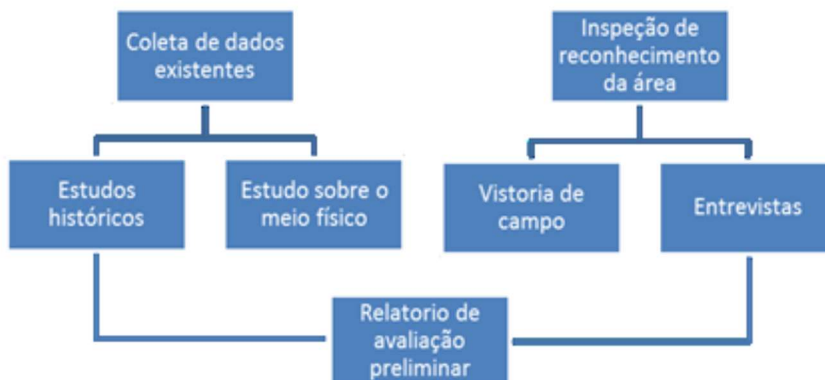 Coleta de dados
existentes
Inspeção de
reconhecimento
da área
Estudos
históricos
Estudo sobre o
meio físico
Vistoria de
campo
Entrevistas
Relatorio de
avaliação
preliminar